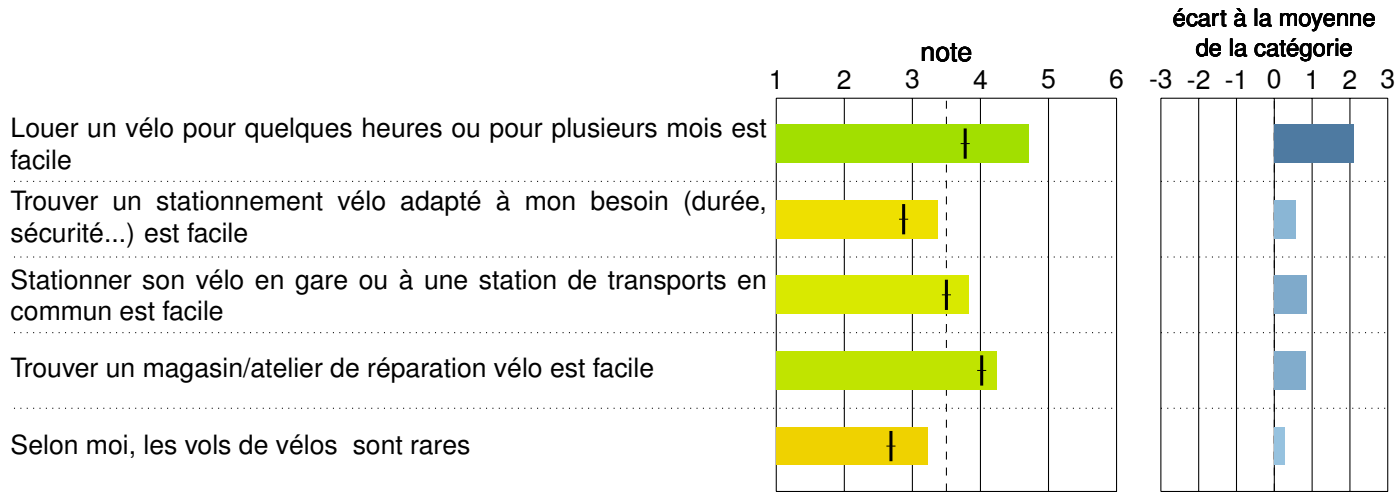 écart à la moyenne
de la catégorie
note
1 2 3 4 5 6
-3 -2 -1 0 1 2 3
Louer un vélo pour quelques heures ou pour plusieurs mois est
facile
Trouver un stationnement vélo adapté à mon besoin (durée,
sécurité...) est facile
Stationner son vélo en gare ou à une station de transports en
commun est facile
Trouver un magasin/atelier de réparation vélo est facile
Selon moi, les vols de vélos sont rares